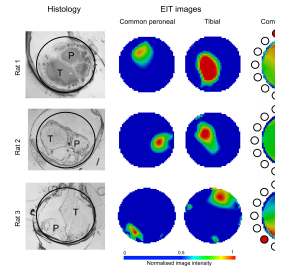 Histology
EIT images
Common peroneal
Tibial
Com
Rat 1
P
T
Rat 2
T
P
Rat 3
T
P
0
0.5
1
Normalised image intensity